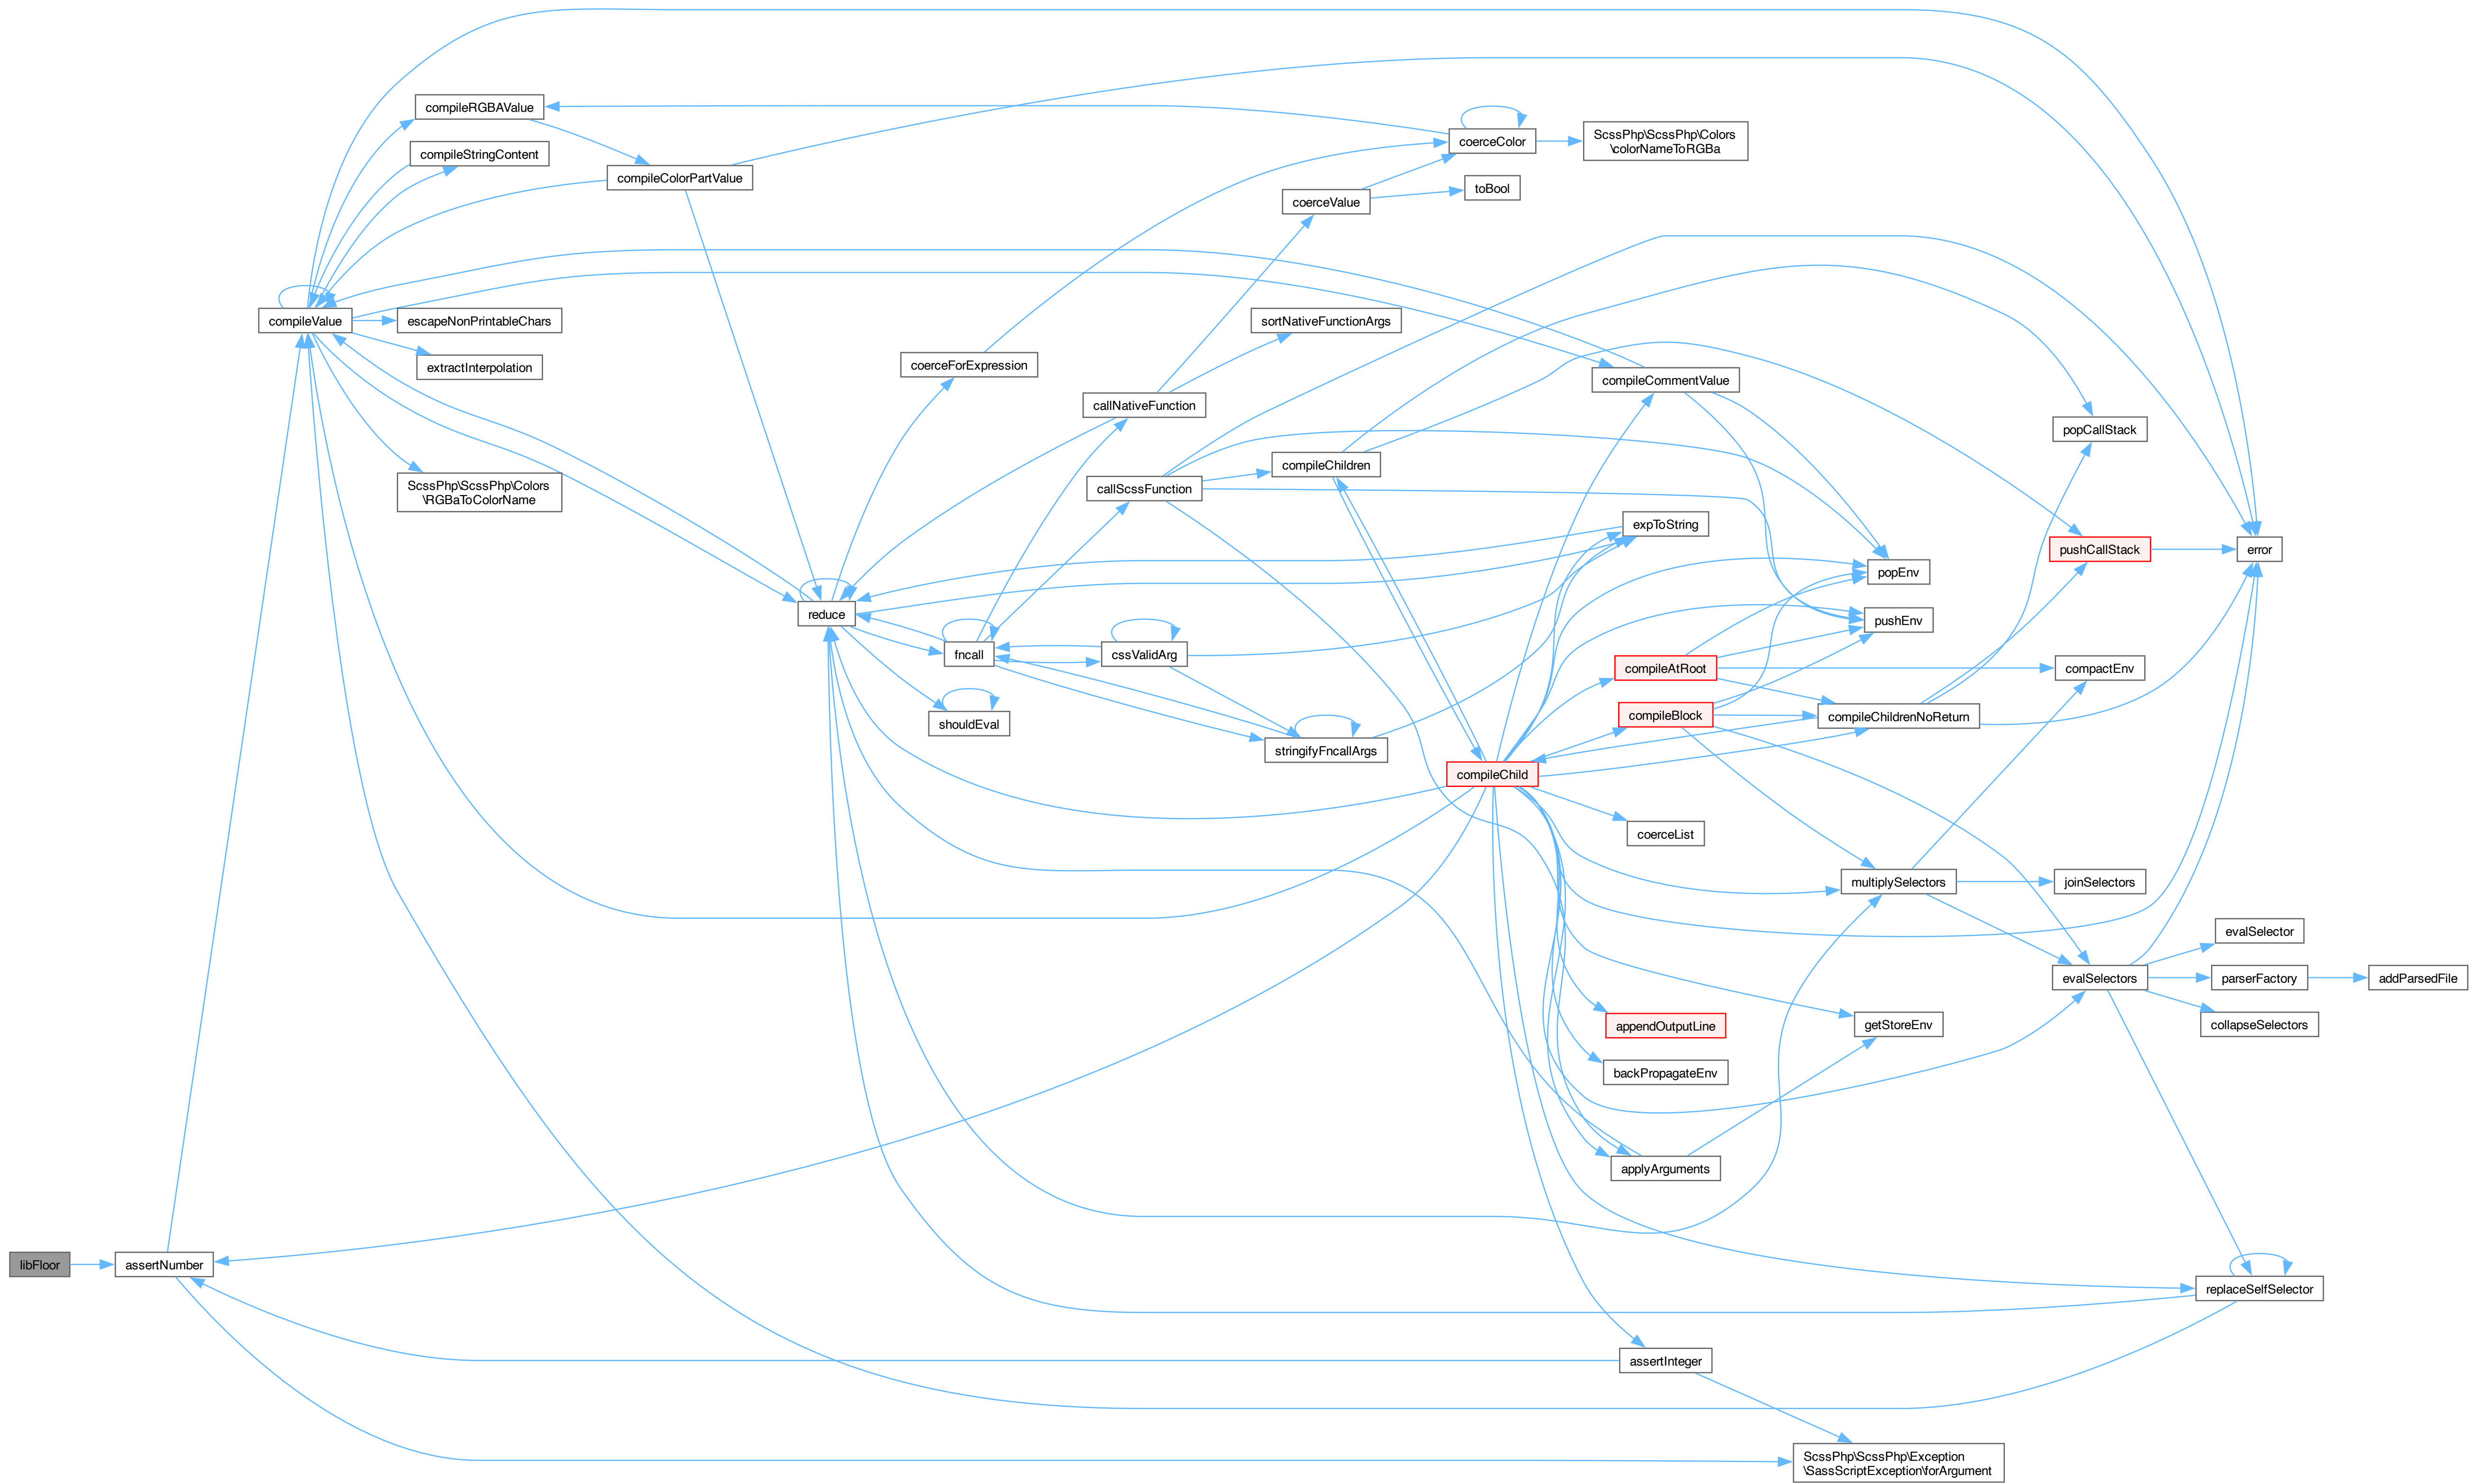 compileRGBAValue
compileStringContent
compileColorPartValue
coerceColor
ScssPhp\ScssPhp\Colors
\colorNameToRGBa
coerceValue
toBool
compileValue
escapeNonPrintableChars
extractInterpolation
sortNativeFunctionArgs
coerceForExpression
compileCommentValue
callNativeFunction
popCallStack
compileChildren
ScssPhp\ScssPhp\Colors
\RGBaToColorName
callScssFunction
expToString
pushCallStack
error
popEnv
reduce
pushEnv
fncall
cssValidArg
compileAtRoot
compactEnv
shouldEval
compileBlock
compileChildrenNoReturn
stringifyFncallArgs
compileChild
coerceList
multiplySelectors
joinSelectors
evalSelector
evalSelectors
parserFactory
addParsedFile
appendOutputLine
getStoreEnv
collapseSelectors
backPropagateEnv
applyArguments
libFloor
assertNumber
replaceSelfSelector
assertInteger
ScssPhp\ScssPhp\Exception
\SassScriptException\forArgument